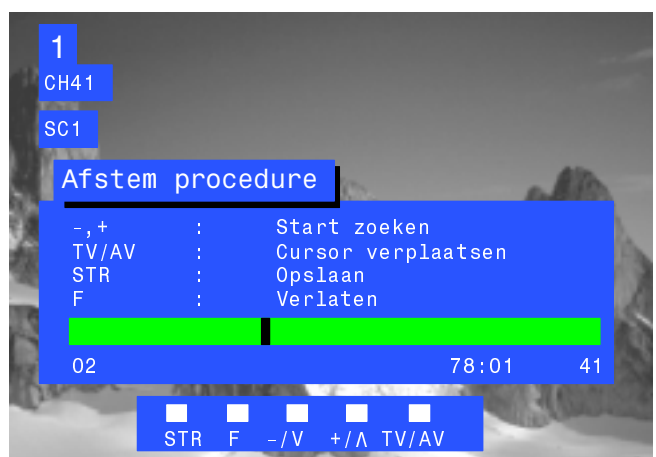 1
CH41
SC1
Afstem procedure
-,+ : Start zoeken
TV/AV : Cursor verplaatsen
STR : Opslaan
F : Verlaten
02 78:01 41
STR F -/V +/Λ TV/AV